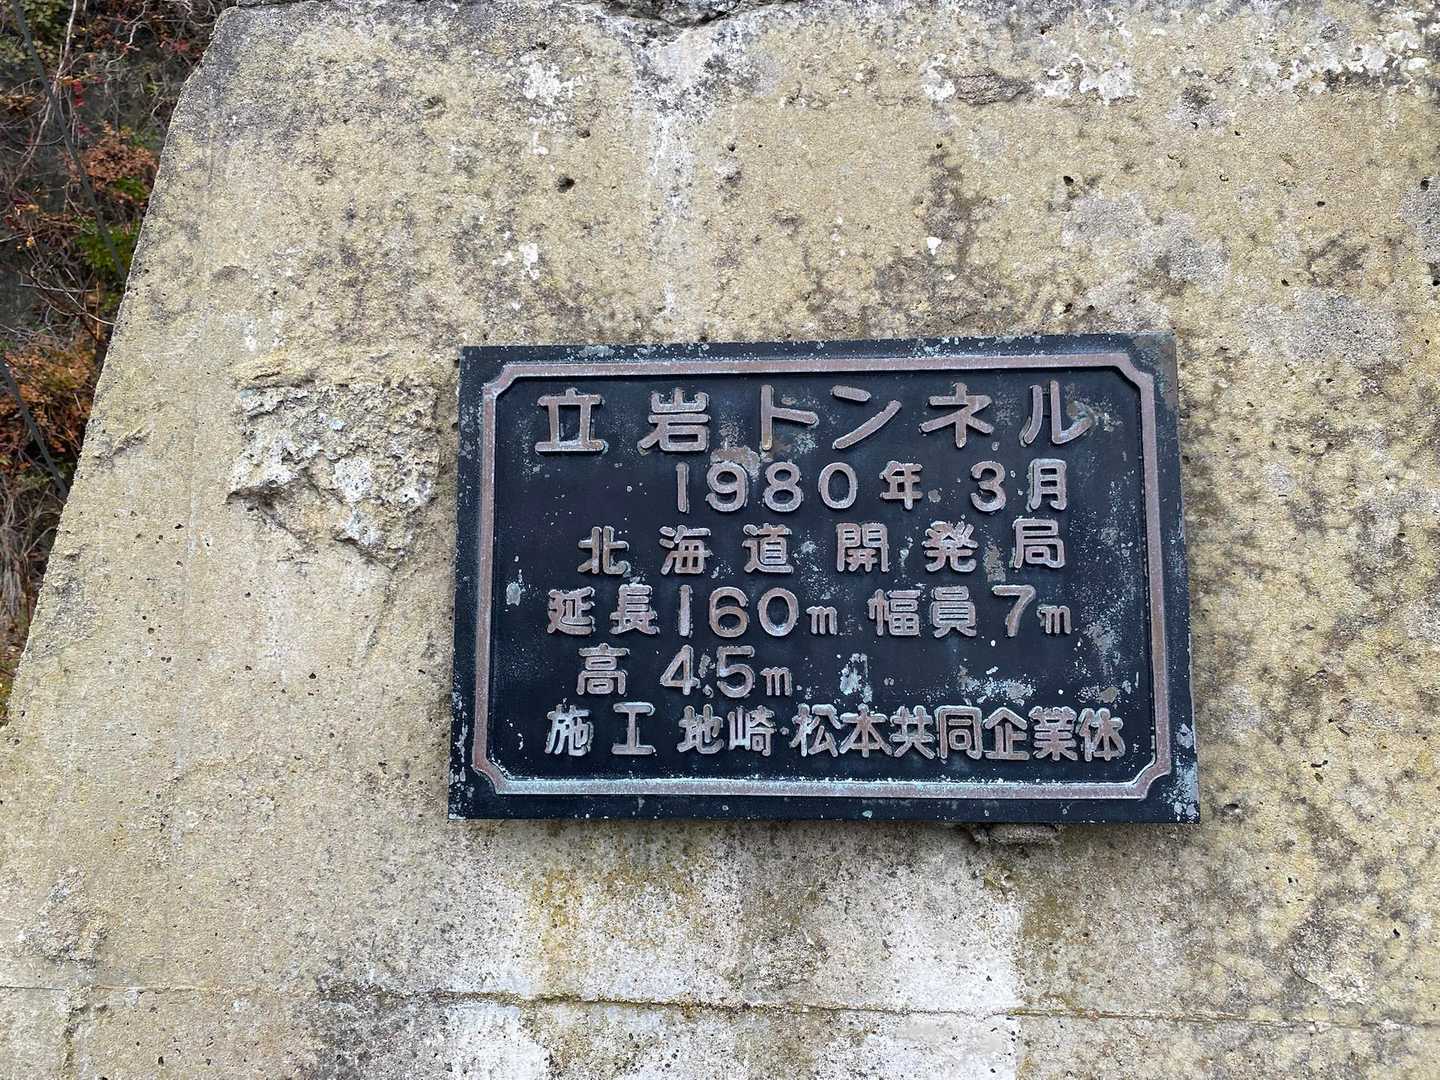 立岩トンネル
1980年3月
北海道開発局
延長160m 幅員7m
高 4.5m
施工 地崎・松本共同企業体